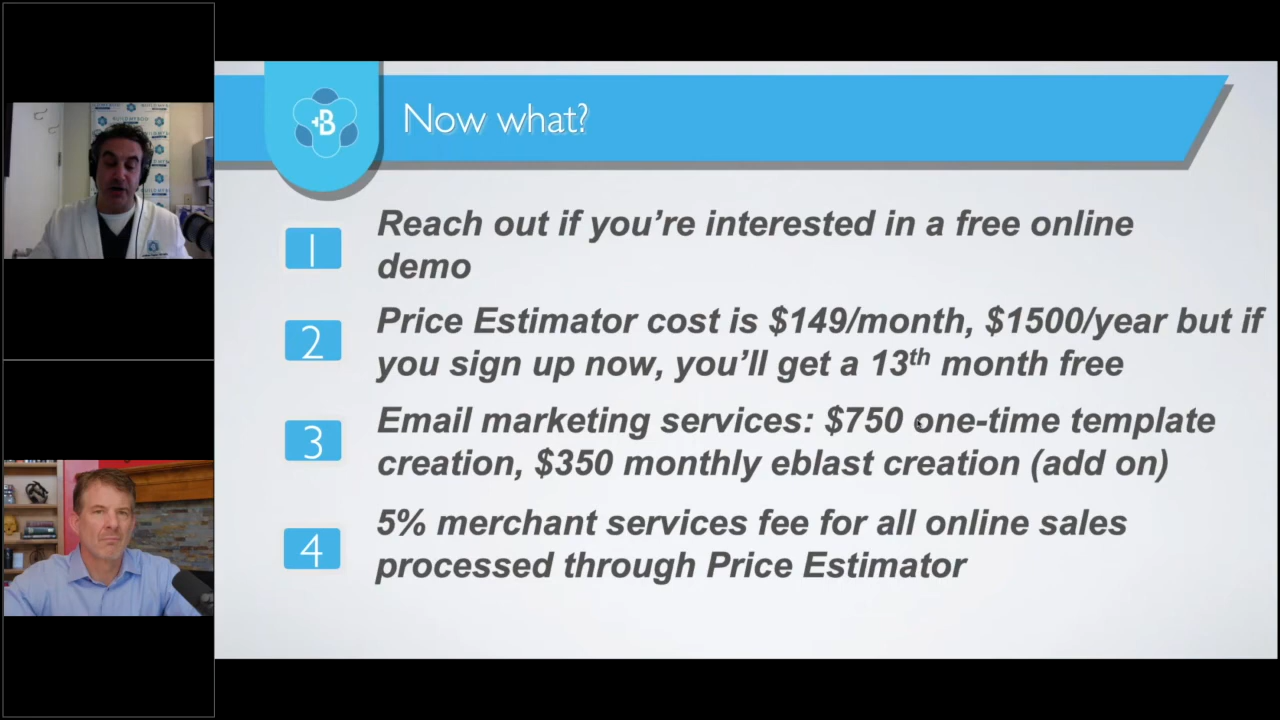 Now what?
1
Reach out if you're interested in a free online
demo
2
Price Estimator cost is $149/month, $1500/year but if
you sign up now, you'll get a 13th month free
3
Email marketing services: $750 one-time template
creation, $350 monthly eblast creation (add on)
4
5% merchant services fee for all online sales
processed through Price Estimator
B